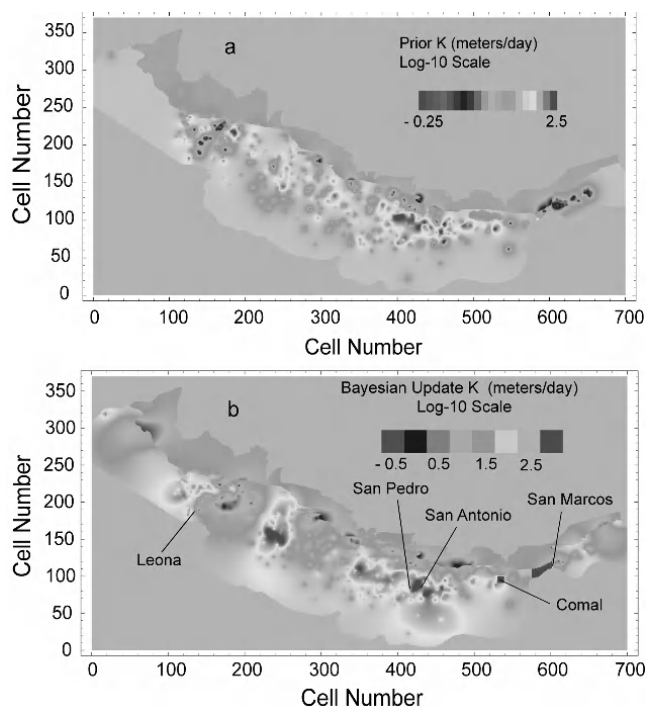 a
Prior K (meters/day)
Log-10 Scale
- 0.25 2.5
Cell Number
350
300
250
200
150
100
50
0
0 100 200 300 400 500 600 700
Cell Number
b
Bayesian Update K (meters/day)
Log-10 Scale
- 0.5 0.5 1.5 2.5
San Pedro
San Antonio
San Marcos
Leona
Comal
Cell Number
350
300
250
200
150
100
50
0
0 100 200 300 400 500 600 700
Cell Number